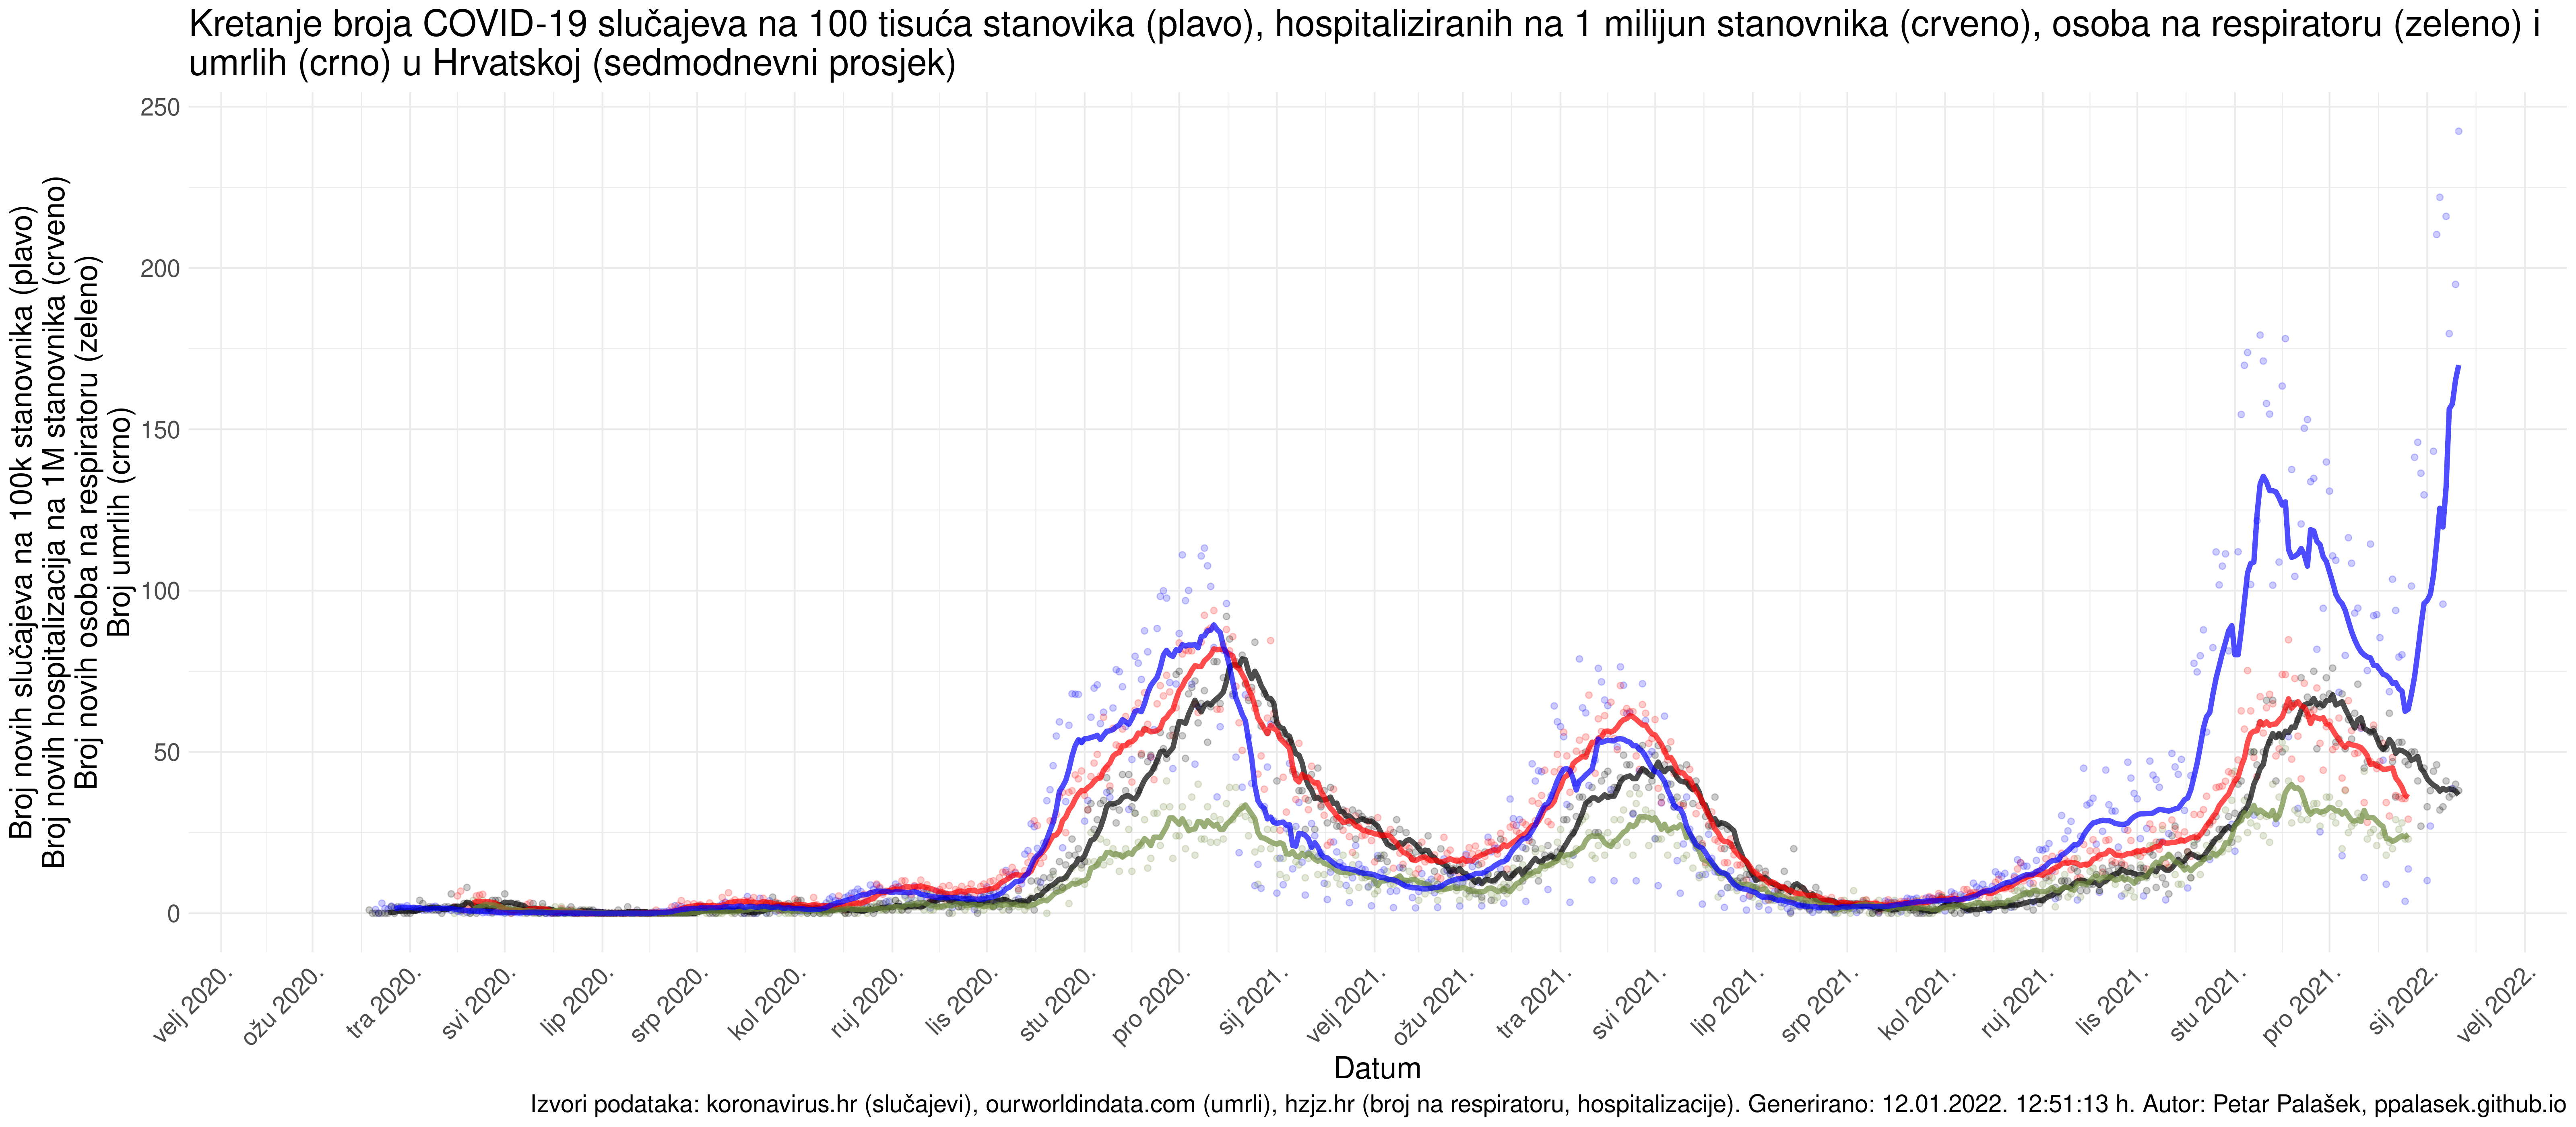 Kretanje broja COVID-19 slučajeva na 100 tisuća stanovika (plavo), hospitaliziranih na 1 milijun stanovnika (crveno), osoba na respiratoru (zeleno) i
umrlih (crno) u Hrvatskoj (sedmodnevni prosjek)
Broj novih slučajeva na 100k stanovnika (plavo)
Broj novih hospitalizacija na 1M stanovnika (crveno)
Broj novih osoba na respiratoru (zeleno)
Broj umrlih (crno)
250
200
150
100
50
0
velj 2020.
ožu 2020.
tra 2020.
svi 2020.
lip 2020.
srp 2020.
kol 2020.
ruj 2020.
lis 2020.
stu 2020.
pro 2020.
sij 2021.
velj 2021.
ožu 2021.
tra 2021.
svi 2021.
lip 2021.
srp 2021.
kol 2021.
ruj 2021.
lis 2021.
stu 2021.
pro 2021.
sij 2022.
velj 2022.
Datum
Izvori podataka: koronavirus.hr (slučajevi), ourworldindata.com (umrli), hzjz.hr (broj na respiratoru, hospitalizacije). Generirano: 12.01.2022. 12:51:13 h. Autor: Petar Palašek, ppalasek.github.io